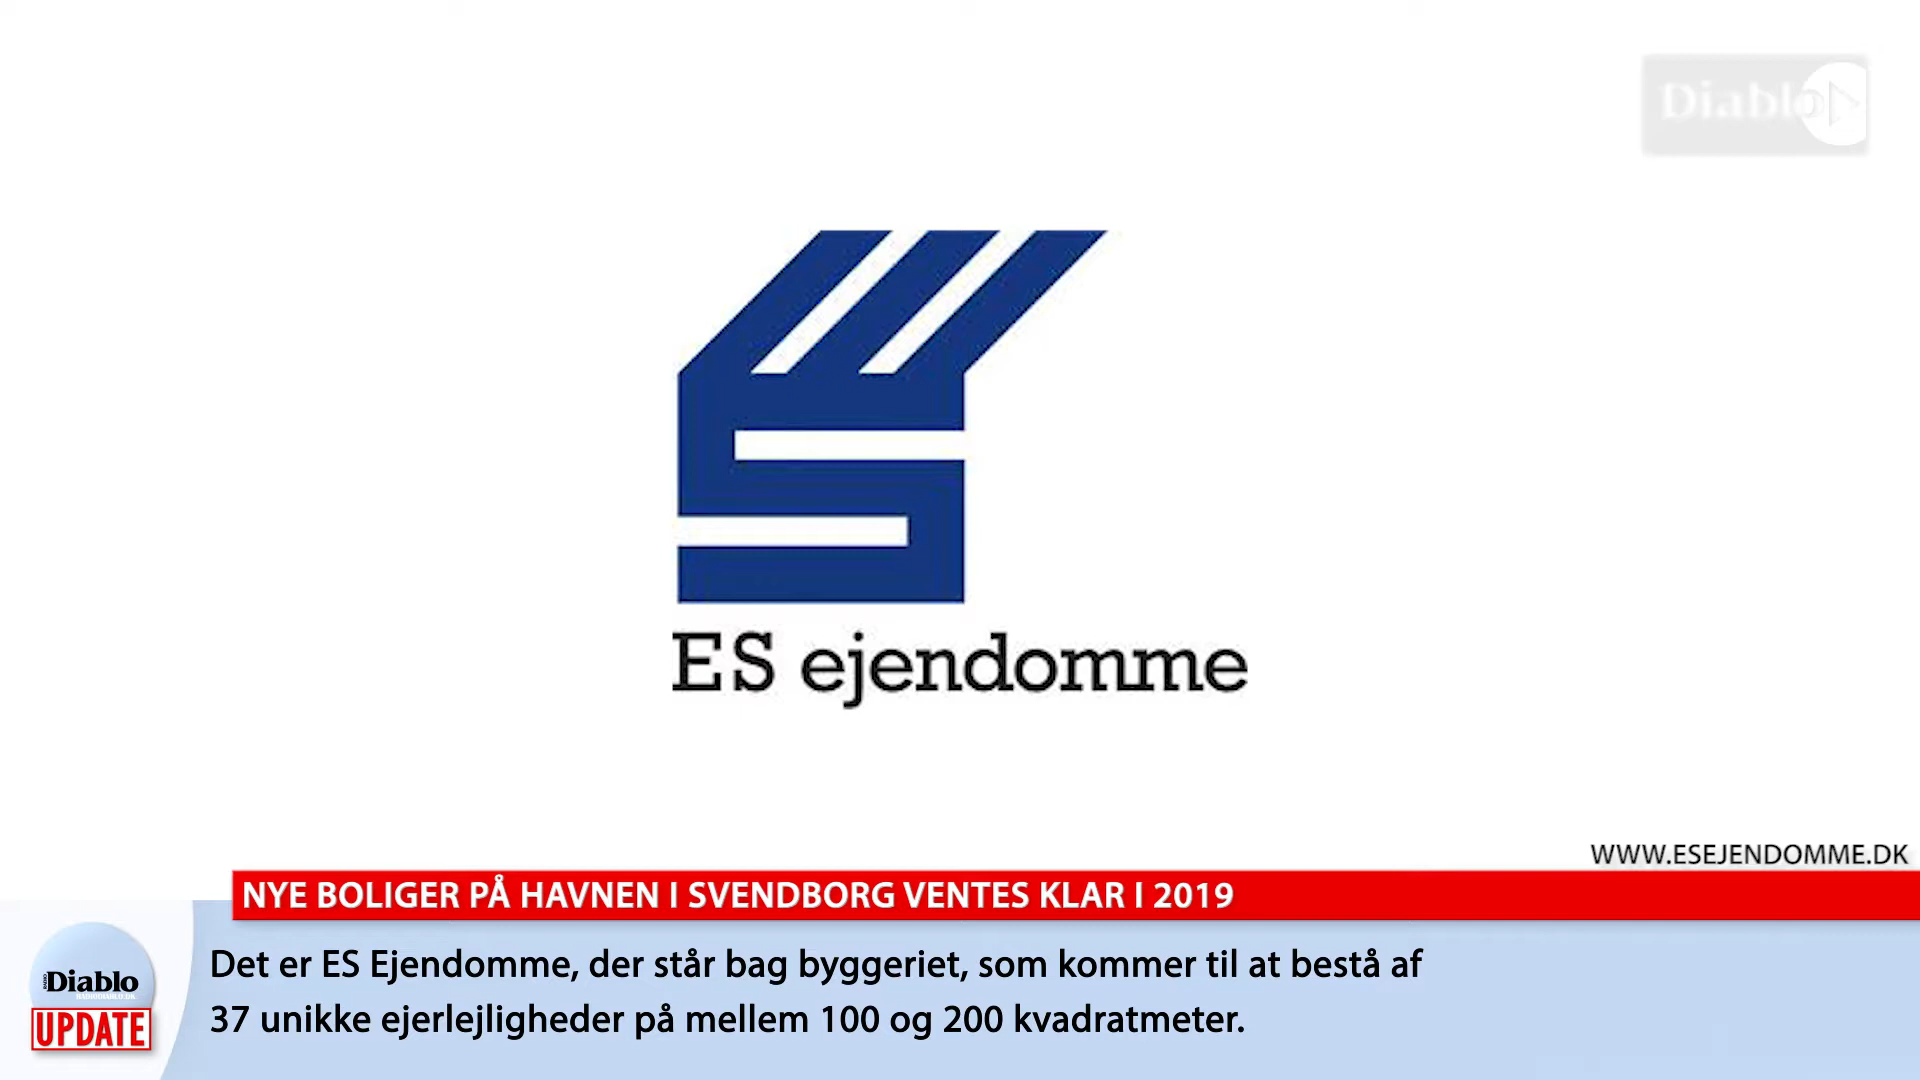 Diablo
ES ejendomme
WWW.ESEJENDOMME.DK
NYE BOLIGER PÅ HAVNEN I SVENDBORG VENTES KLAR I 2019
Det er ES Ejendomme, der står bag byggeriet, som kommer til at bestå af
37 unikke ejerlejligheder på mellem 100 og 200 kvadratmeter.
Diablo
RADIODIABLO.DK
UPDATE